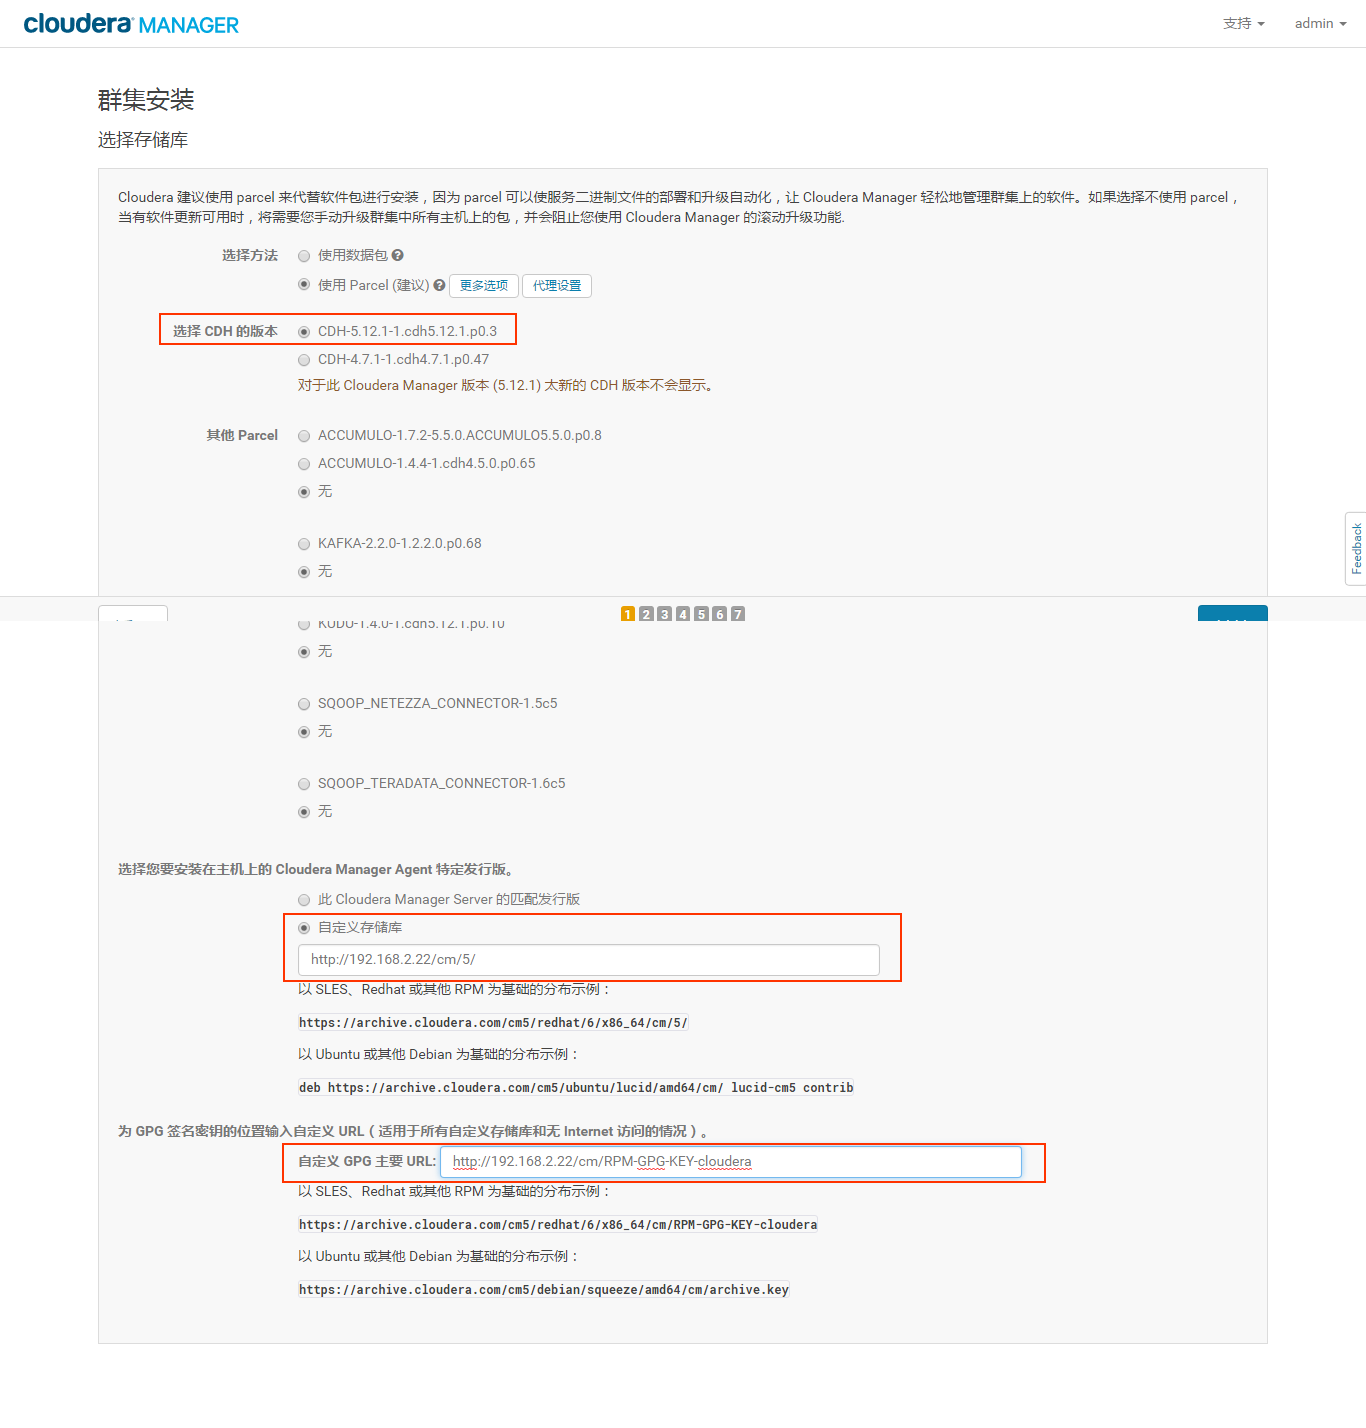 cloudera MANAGER
支持
admin
群集安装
选择存储库
Cloudera 建议使用 parcel 来代替软件包进行安装，因为 parcel 可以使服务二进制文件的部署和升级自动化，让 Cloudera Manager 轻松地管理群集上的软件。如果选择不使用 parcel，
当有软件更新可用时，将需要您手动升级群集中所有主机上的包，并会阻止您使用 Cloudera Manager 的滚动升级功能.
选择方法
使用数据包
使用 Parcel (建议) 更多选项 代理设置
选择 CDH 的版本
CDH-5.12.1-1.cdh5.12.1.p0.3
CDH-4.7.1-1.cdh4.7.1.p0.47
对于此 Cloudera Manager 版本 (5.12.1) 太新的 CDH 版本不会显示。
其他 Parcel
ACCUMULO-1.7.2-5.5.0.ACCUMULO5.5.0.p0.8
ACCUMULO-1.4.4-1.cdh4.5.0.p0.65
无
Feedback
KAFKA-2.2.0-1.2.2.0.p0.68
无
1 2 3 4 5 6 7
KUDU-1.4.0-1.cdh5.12.1.p0.10
无
SQOOP_NETEZZA_CONNECTOR-1.5c5
无
SQOOP_TERADATA_CONNECTOR-1.6c5
无
选择您要安装在主机上的 Cloudera Manager Agent 特定发行版。
此 Cloudera Manager Server 的匹配发行版
自定义存储库
http://192.168.2.22/cm/5/
以 SLES、Redhat 或其他 RPM 为基础的分布示例：
https://archive.cloudera.com/cm5/redhat/6/x86_64/cm/5/
以 Ubuntu 或其他 Debian 为基础的分布示例：
deb https://archive.cloudera.com/cm5/ubuntu/lucid/amd64/cm/ lucid-cm5 contrib
为 GPG 签名密钥的位置输入自定义 URL（适用于所有自定义存储库和无 Internet 访问的情况）。
自定义 GPG 主要 URL: http://192.168.2.22/cm/RPM-GPG-KEY-cloudera
以 SLES、Redhat 或其他 RPM 为基础的分布示例：
https://archive.cloudera.com/cm5/redhat/6/x86_64/cm/RPM-GPG-KEY-cloudera
以 Ubuntu 或其他 Debian 为基础的分布示例：
https://archive.cloudera.com/cm5/debian/squeeze/amd64/cm/archive.key